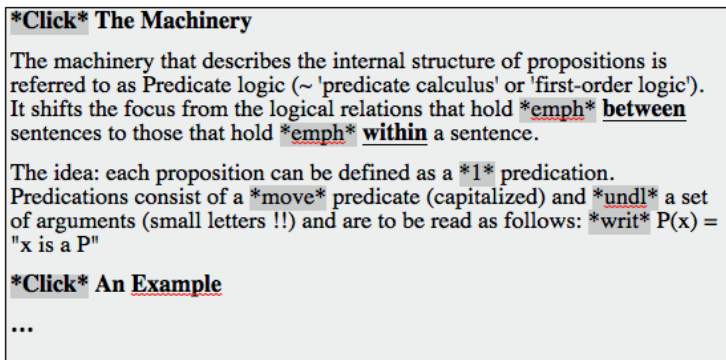 *Click* The Machinery
The machinery that describes the internal structure of propositions is
referred to as Predicate logic (~ 'predicate calculus' or 'first-order logic').
It shifts the focus from the logical relations that hold *emph* between
sentences to those that hold *emph* within a sentence.
The idea: each proposition can be defined as a *1* predication.
Predications consist of a *move* predicate (capitalized) and *undl* a set
of arguments (small letters !!) and are to be read as follows: *writ* P(x) =
"x is a P"
*Click* An Example
...